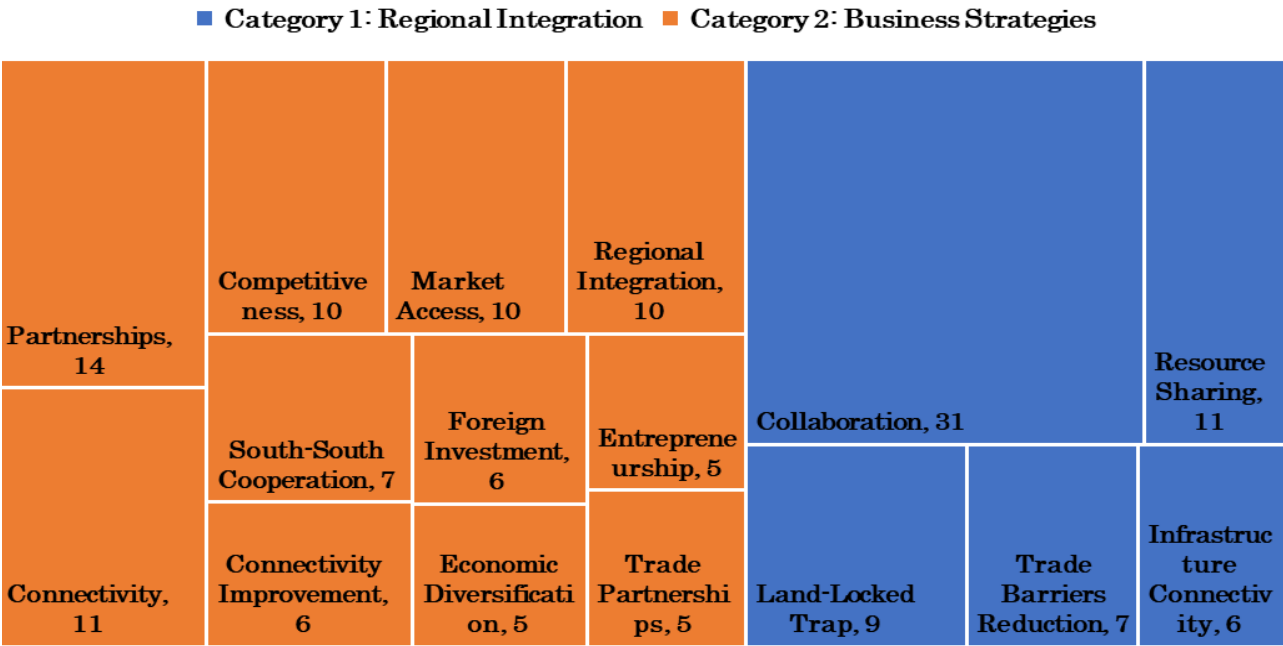 Category 1: Regional Integration Category 2: Business Strategies
Partnerships,
14
Connectivity,
11
Competitive
ness, 10
Market
Access, 10
Regional
Integration,
10
South-South
Cooperation, 7
Foreign
Investment,
6
Entreprene
urship, 5
Connectivity
Improvement,
6
Economic
Diversificati
on, 5
Trade
Partnershi
ps, 5
Collaboration, 31
Resource
Sharing,
11
Land-Locked
Trap, 9
Trade
Barriers
Reduction, 7
Infrastruc
ture
Connectiv
ity, 6